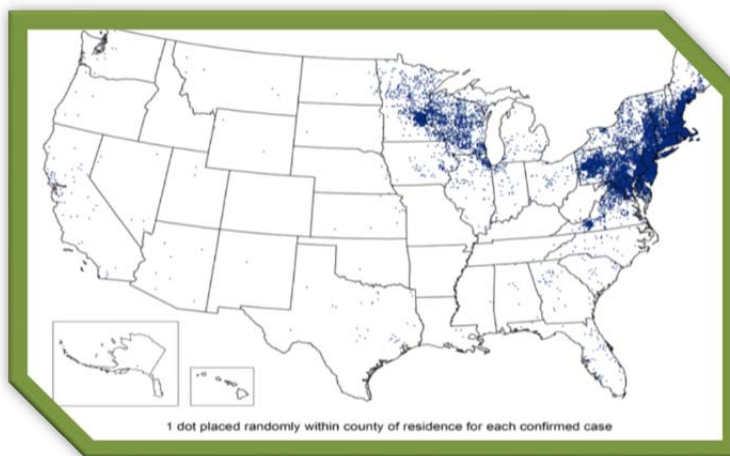 1 dot placed randomly within county of residence for each confirmed case